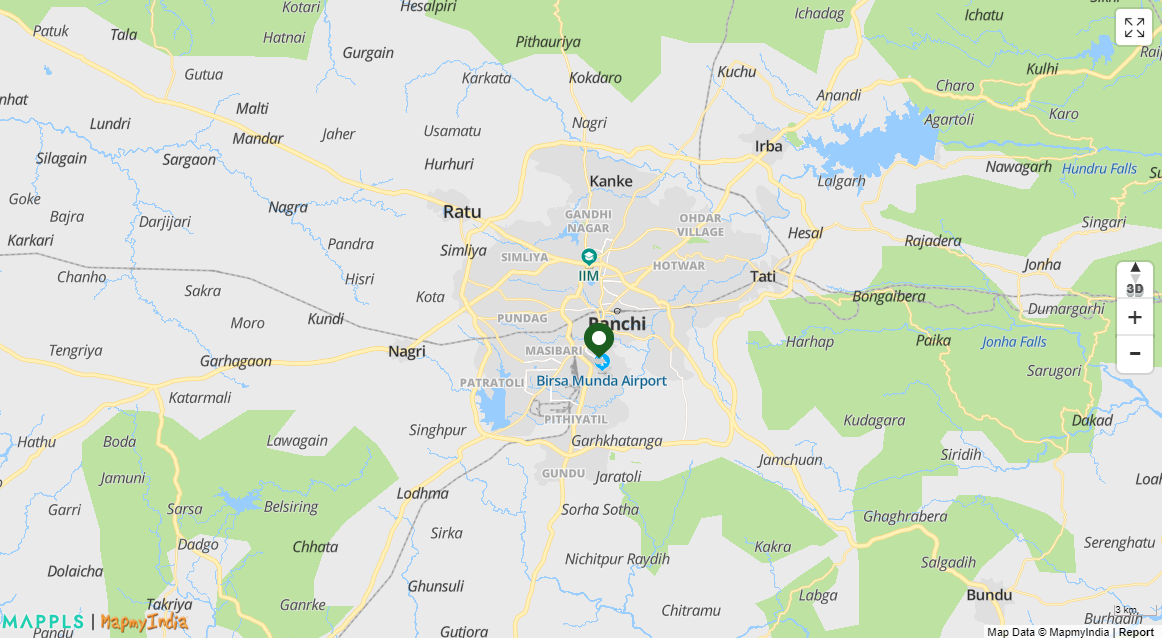 Kotari
Hesalpiri
Ichadag
Ichatu
Patuk
Tala
Hatnai
Gurgain
Pithauriya
Kulhi
Gutua
Karkata
Kokdaro
Kuchu
Charo
Anandi
Malti
Lundri
Mandar
Jaher
Usamatu
Nagri
Agartoli
Karo
Irba
Silagain
Sargaon
Hurhuri
Kanke
Lalgarh
Nawagarh
Hundru Falls
Goke
Bajra
Nagra
Darjijari
Ratu
GANDHI
NAGAR
OHDAR
VILLAGE
Singari
Karkari
Pandra
Simliya
SIMLIYA
Hesal
Rajadera
Chanho
Hisri
IIM
HOTWAR
Tati
Jonha
3D
Sakra
Kota
Bongaibera
Dumargarhi
Moro
Kundi
PUNDAG
Ranchi
+
Tengriya
Garhagaon
Nagri
MASIBARI
Harhap
Paika
Jonha Falls
-
Katarmali
PATRATOLI
Birsa Munda Airport
Sarugori
Hathu
Boda
Lawagain
Singhpur
PITHIYATIL
Garhkhatanga
Kudagara
Dakad
Jamuni
GUNDU
Jaratoli
Jamchuan
Siridih
Garri
Sarsa
Belsiring
Lodhma
Sorha Sotha
Ghaghrabera
Dadgo
Chhata
Sirka
Nichitpur Raydih
Kakra
Salgadih
Serenghatu
Dolaicha
Ghunsuli
Takriya
Ganrke
Chitramu
Labga
Bundu
3 km
MAPPLS | MapmyIndia
Pandu
Gutiora
Burhadih
Map Data © MapmyIndia | Report